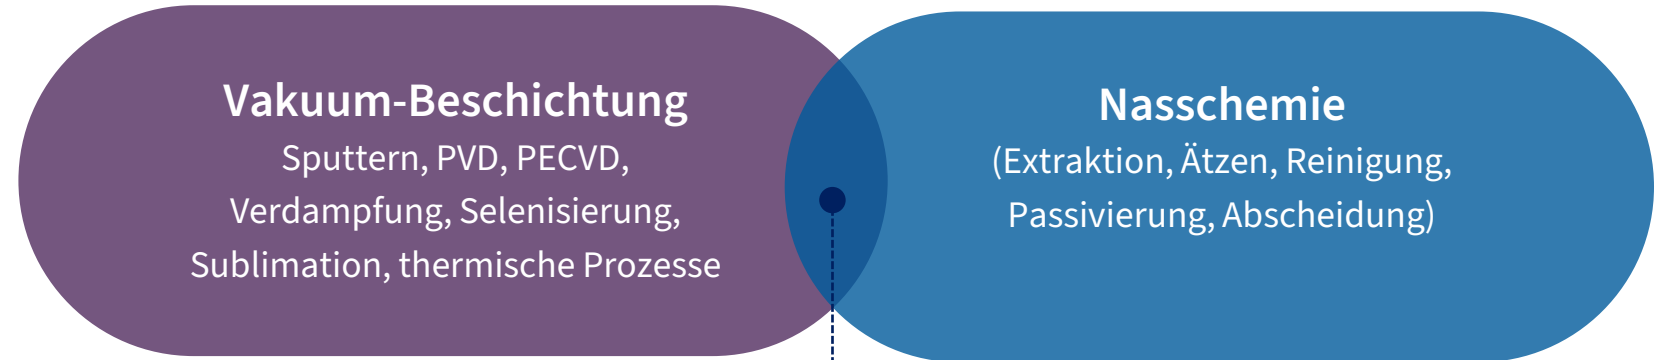 Vakuum-Beschichtung
Sputtern, PVD, PECVD,
Verdampfung, Selenisierung,
Sublimation, thermische Prozesse
Nasschemie
(Extraktion, Ätzen, Reinigung,
Passivierung, Abscheidung)